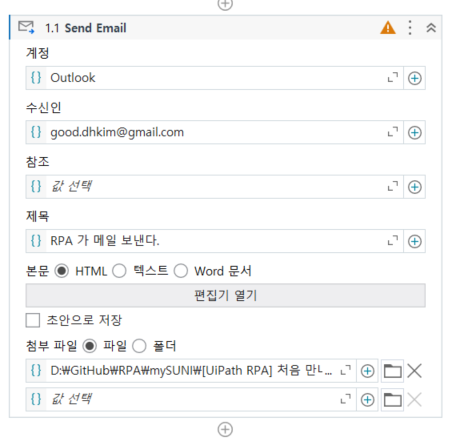 1.1 Send Email
계정
{} Outlook
수신인
{} good.dhkim@gmail.com
참조
{} 값 선택
제목
{} RPA 가 메일 보낸다.
본문 HTML 텍스트 Word 문서
편집기 열기
초안으로 저장
첨부 파일 파일 폴더
{} D:₩GitHub₩RPA₩mySUNI₩[UiPath RPA] 처음 만나...
{} 값 선택